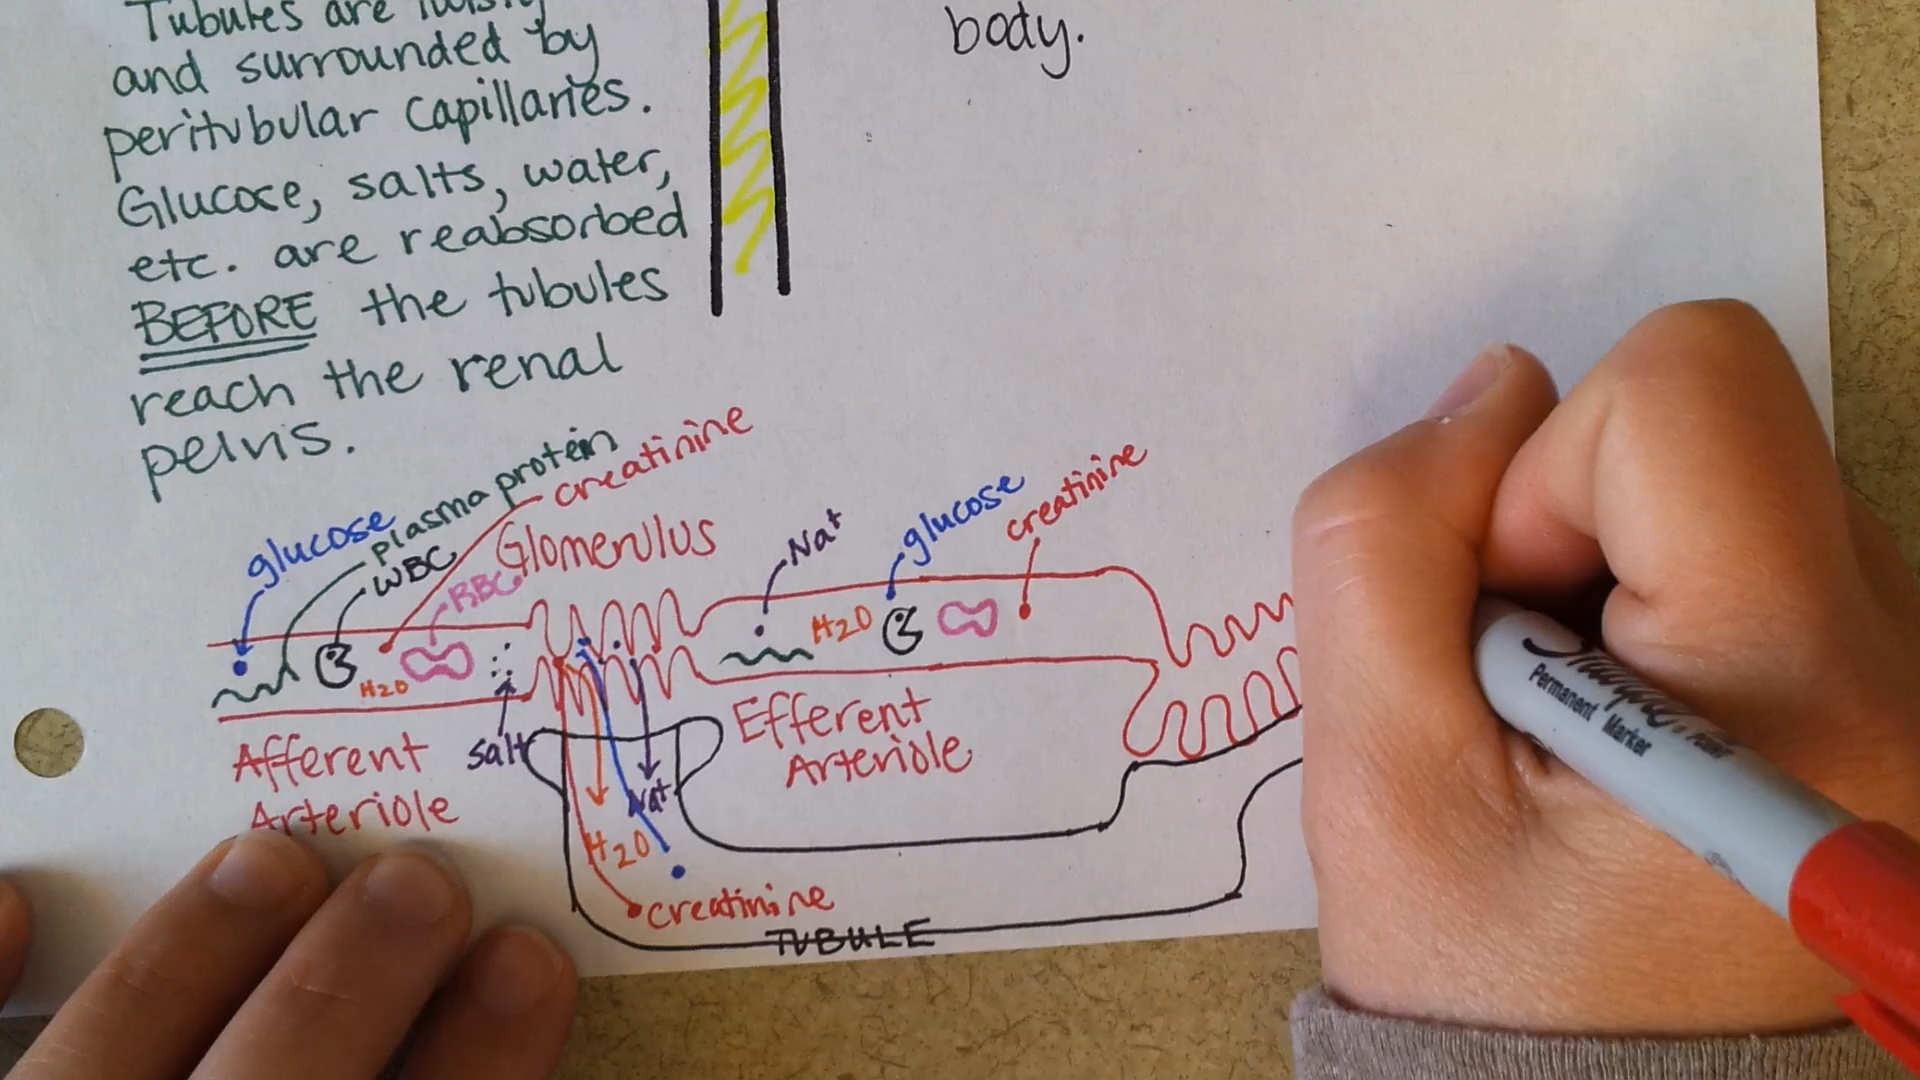 Tubules are
and surrounded by
peritubular capillaries.
Glucose, salts, water,
etc. are reabsorbed
BEFORE the tubules
reach the renal
pelvis.
body.
glucose
plasma protein
creatinine
WBC
RBC
Glomerulus
Na+
glucose
creatinine
H2O
H2O
salt
Afferent
Arteriole
Efferent
Arteriole
Na+
H2O
creatinine
TUBULE
Sharpie
Permanent Marker